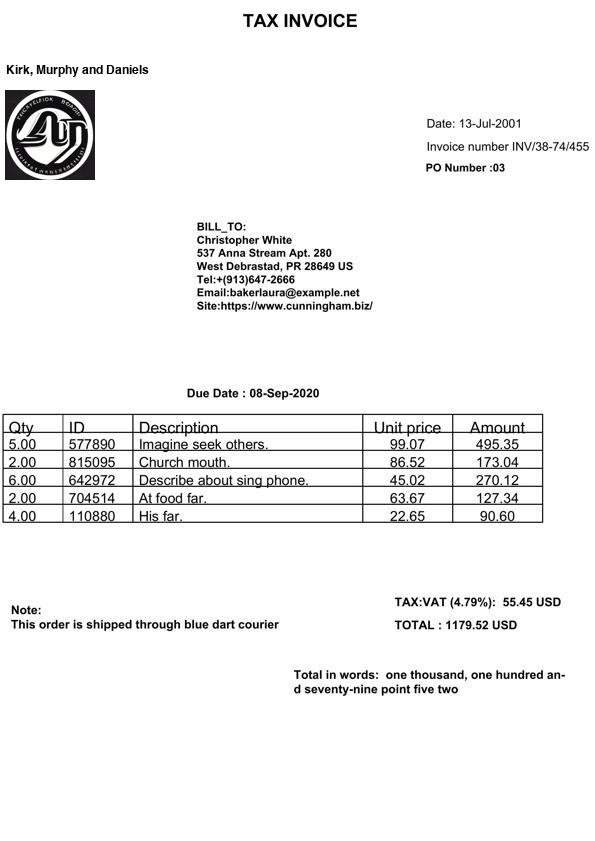 TAX INVOICE
Kirk, Murphy and Daniels
Date: 13-Jul-2001
Invoice number INV/38-74/455
PO Number :03
BILL_TO:
Christopher White
537 Anna Stream Apt. 280
West Debrastad, PR 28649 US
Tel:+(913)647-2666
Email:bakerlaura@example.net
Site:https://www.cunningham.biz/
Due Date : 08-Sep-2020
Qty ID Description Unit price Amount
5.00 577890 Imagine seek others. 99.07 495.35
2.00 815095 Church mouth. 86.52 173.04
6.00 642972 Describe about sing phone. 45.02 270.12
2.00 704514 At food far. 63.67 127.34
4.00 110880 His far. 22.65 90.60
TAX:VAT (4.79%): 55.45 USD
Note:
This order is shipped through blue dart courier
TOTAL : 1179.52 USD
Total in words: one thousand, one hundred an-
d seventy-nine point five two